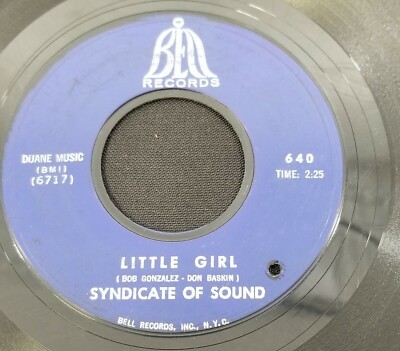 BELL
RECORDS
DUANE MUSIC
(BMI)
(6717)
640
TIME: 2:25
LITTLE GIRL
(BOB GONZALEZ - DON BASKIN)
SYNDICATE OF SOUND
BELL RECORDS, INC., N.Y.C.